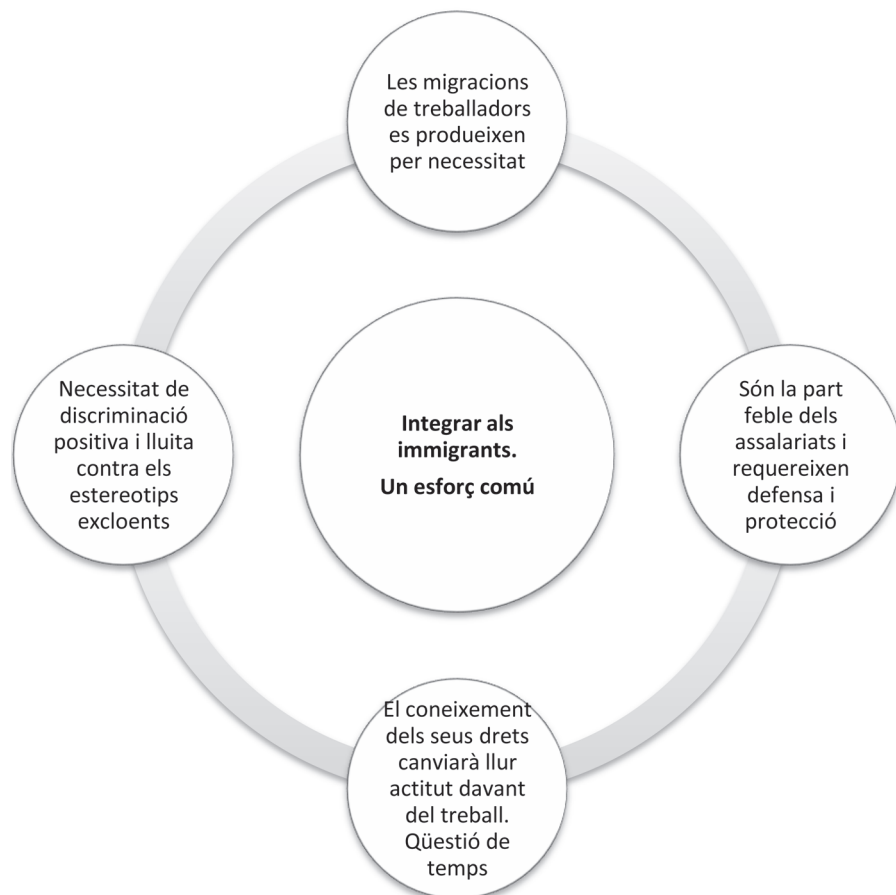 Les migracions
de treballadors
es produeixen
per necessitat
Necessitat de
discriminació
positiva i lluita
contra els
estereotips
excloents
Integrar als
immigrants.
Un esforç comú
Són la part
feble dels
assalariats i
requereixen
defensa i
protecció
El coneixement
dels seus drets
canviarà llur
actitut davant
del treball.
Qüestió de
temps